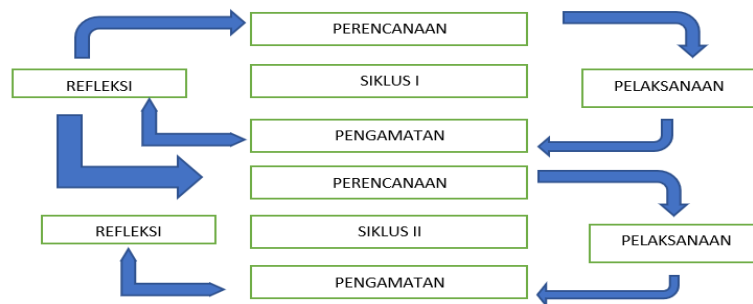 PERENCANAAN
REFLEKSI
SIKLUS I
PELAKSANAAN
PENGAMATAN
PERENCANAAN
REFLEKSI
SIKLUS II
PELAKSANAAN
PENGAMATAN